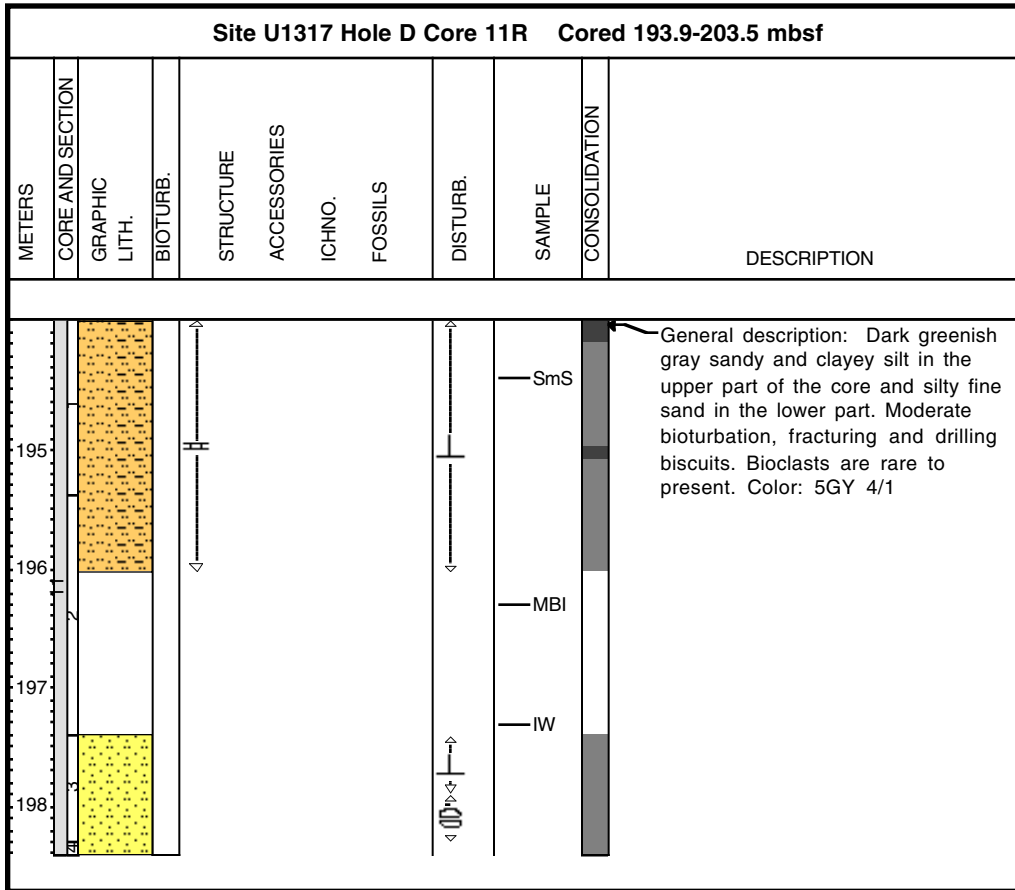 Site U1317 Hole D Core 11R Cored 193.9-203.5 mbsf
METERS
CORE AND SECTION
GRAPHIC
LITH.
BIOTURB.
STRUCTURE
ACCESSORIES
ICHNO.
FOSSILS
DISTURB.
SAMPLE
CONSOLIDATION
DESCRIPTION
General description: Dark greenish
gray sandy and clayey silt in the
upper part of the core and silty fine
sand in the lower part. Moderate
bioturbation, fracturing and drilling
biscuits. Bioclasts are rare to
present. Color: 5GY 4/1
SmS
195
196
11
1
2
MBI
197
IW
3
198
4